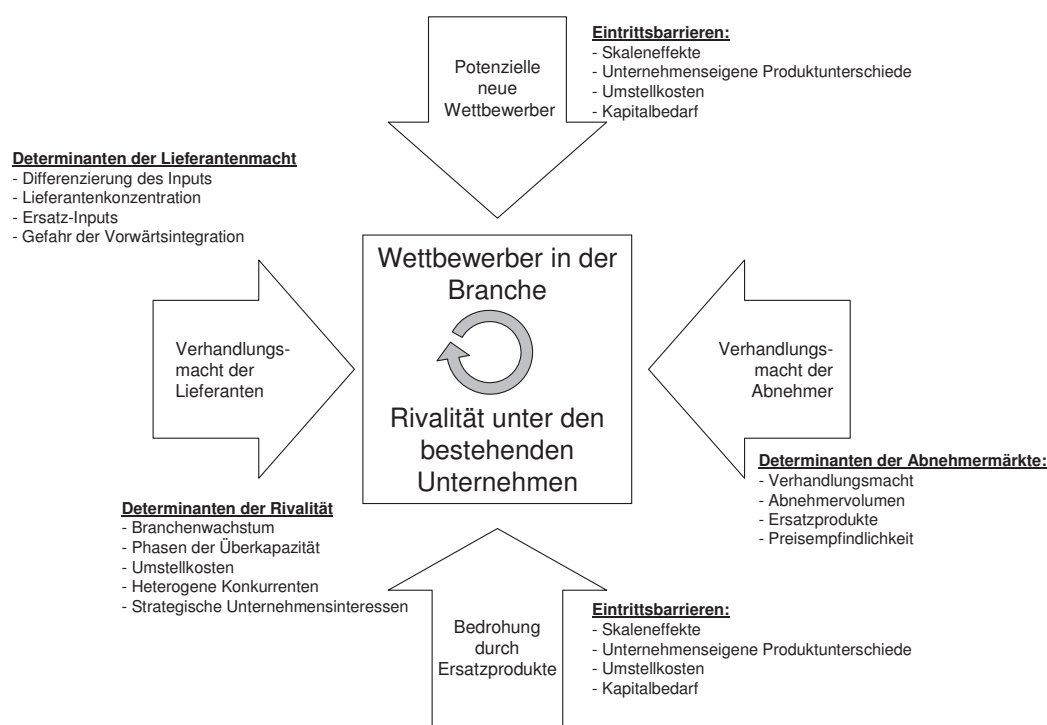 Potenzielle
neue
Wettbewerber
Eintrittsbarrieren:
- Skaleneffekte
- Unternehmenseigene Produktunterschiede
- Umstellkosten
- Kapitalbedarf
Determinanten der Lieferantenmacht
- Differenzierung des Inputs
- Lieferantenkonzentration
- Ersatz-Inputs
- Gefahr der Vorwärtsintegration
Verhandlungs-
macht der
Lieferanten
Wettbewerber in der
Branche
Rivalität unter den
bestehenden
Unternehmen
Verhandlungs-
macht der
Abnehmer
Determinanten der Abnehmermärkte:
- Verhandlungsmacht
- Abnehmervolumen
- Ersatzprodukte
- Preisempfindlichkeit
Determinanten der Rivalität
- Branchenwachstum
- Phasen der Überkapazität
- Umstellkosten
- Heterogene Konkurrenten
- Strategische Unternehmensinteressen
Bedrohung
durch
Ersatzprodukte
Eintrittsbarrieren:
- Skaleneffekte
- Unternehmenseigene Produktunterschiede
- Umstellkosten
- Kapitalbedarf